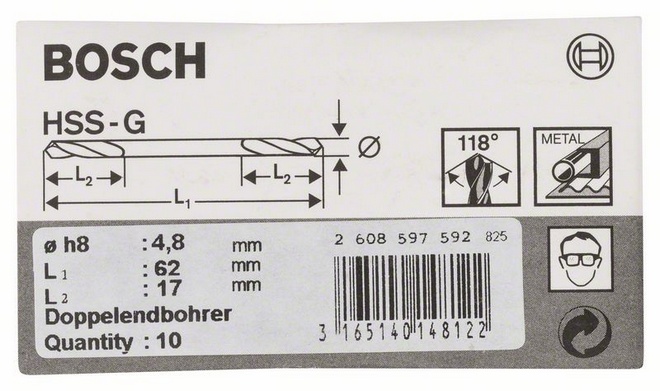 BOSCH
HSS-G
L2
L2
L1
Ø
118°
METAL
ø h8 : 4,8 mm
L1 : 62 mm
L2 : 17 mm
Doppelendbohrer
Quantity : 10
2 608 597 592 825
3 165140 148122